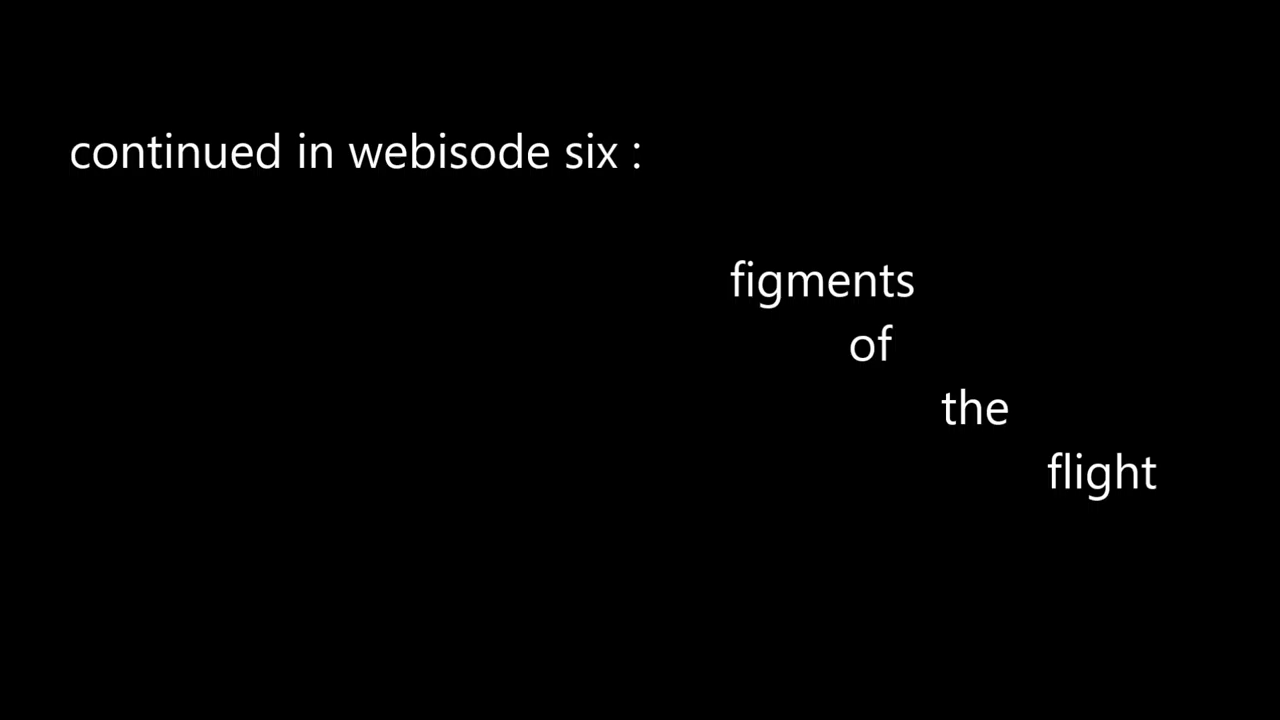 continued in webisode six :
figments
of
the
flight